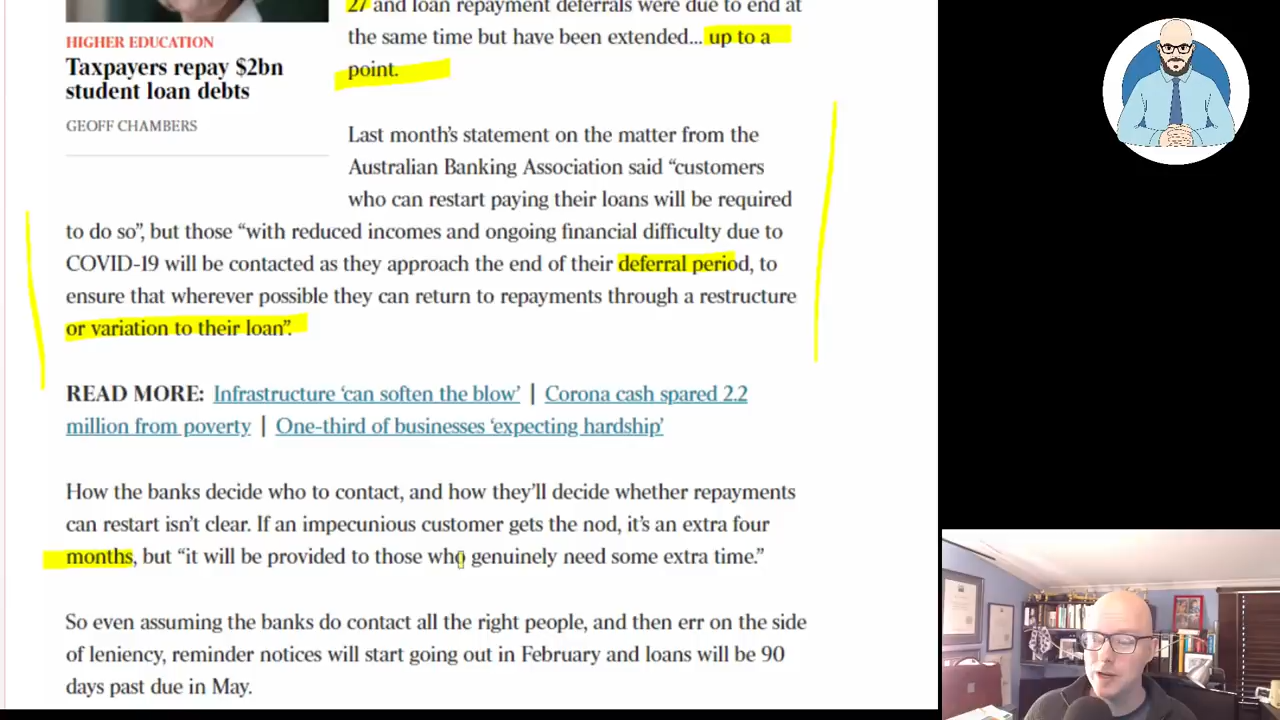 27 and loan repayment deferrals were due to end at
the same time but have been extended... up to a
point.
HIGHER EDUCATION
Taxpayers repay $2bn
student loan debts
GEOFF CHAMBERS
Last month's statement on the matter from the
Australian Banking Association said “customers
who can restart paying their loans will be required
to do so”, but those “with reduced incomes and ongoing financial difficulty due to
COVID-19 will be contacted as they approach the end of their deferral period, to
ensure that wherever possible they can return to repayments through a restructure
or variation to their loan”.
READ MORE: Infrastructure ‘can soften the blow’ | Corona cash spared 2.2
million from poverty | One-third of businesses ‘expecting hardship’
How the banks decide who to contact, and how they'll decide whether repayments
can restart isn't clear. If an impecunious customer gets the nod, it's an extra four
months, but “it will be provided to those who genuinely need some extra time.”
So even assuming the banks do contact all the right people, and then err on the side
of leniency, reminder notices will start going out in February and loans will be 90
days past due in May.